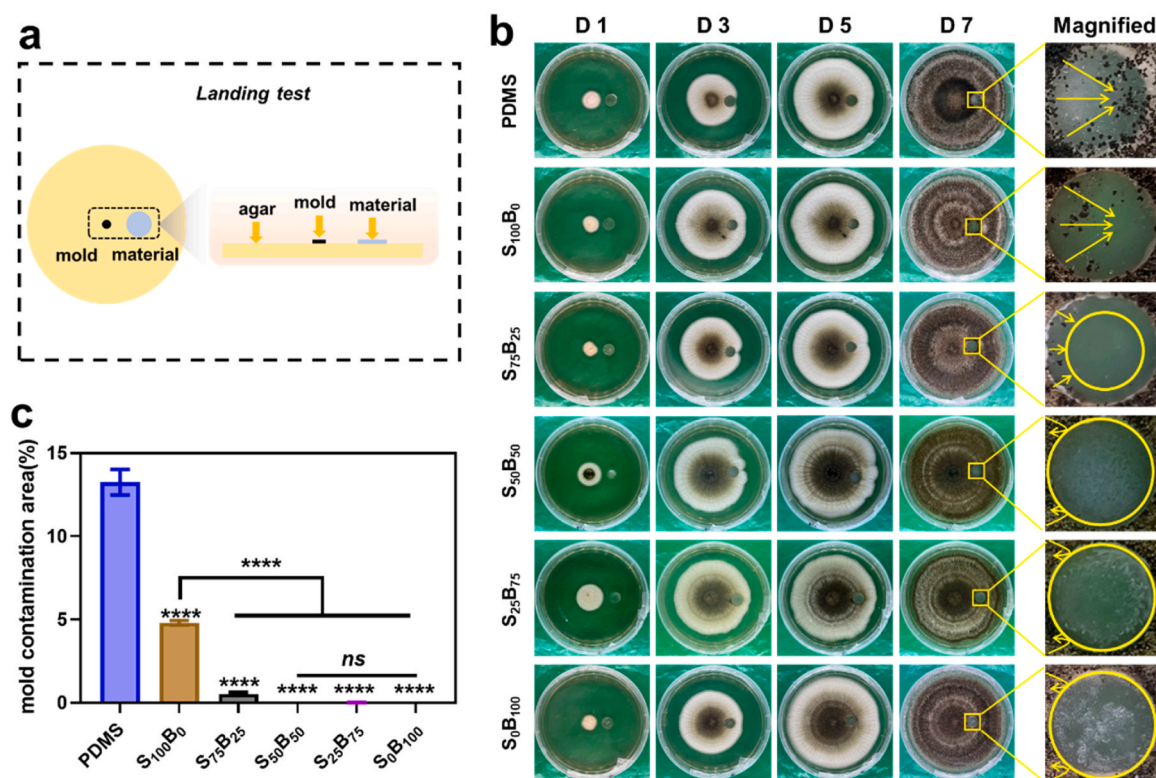 a
Landing test
mold
material
agar
mold
material
b
D 1
D 3
D 5
D 7
Magnified
PDMS
S₁₀₀B₀
S₇₅B₂₅
S₅₀B₅₀
S₂₅B₇₅
S₀B₁₀₀
c
mold contamination area(%)
15
10
5
0
****
****
****
ns
****
****
****
PDMS
S₁₀₀B₀
S₇₅B₂₅
S₅₀B₅₀
S₂₅B₇₅
S₀B₁₀₀